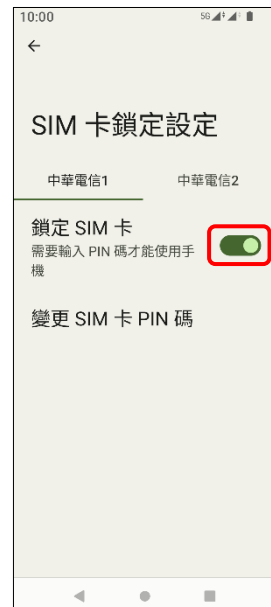 10:00 5G
SIM 卡鎖定設定
中華電信1 中華電信2
鎖定 SIM 卡
需要輸入 PIN 碼才能使用手
機
變更 SIM 卡 PIN 碼